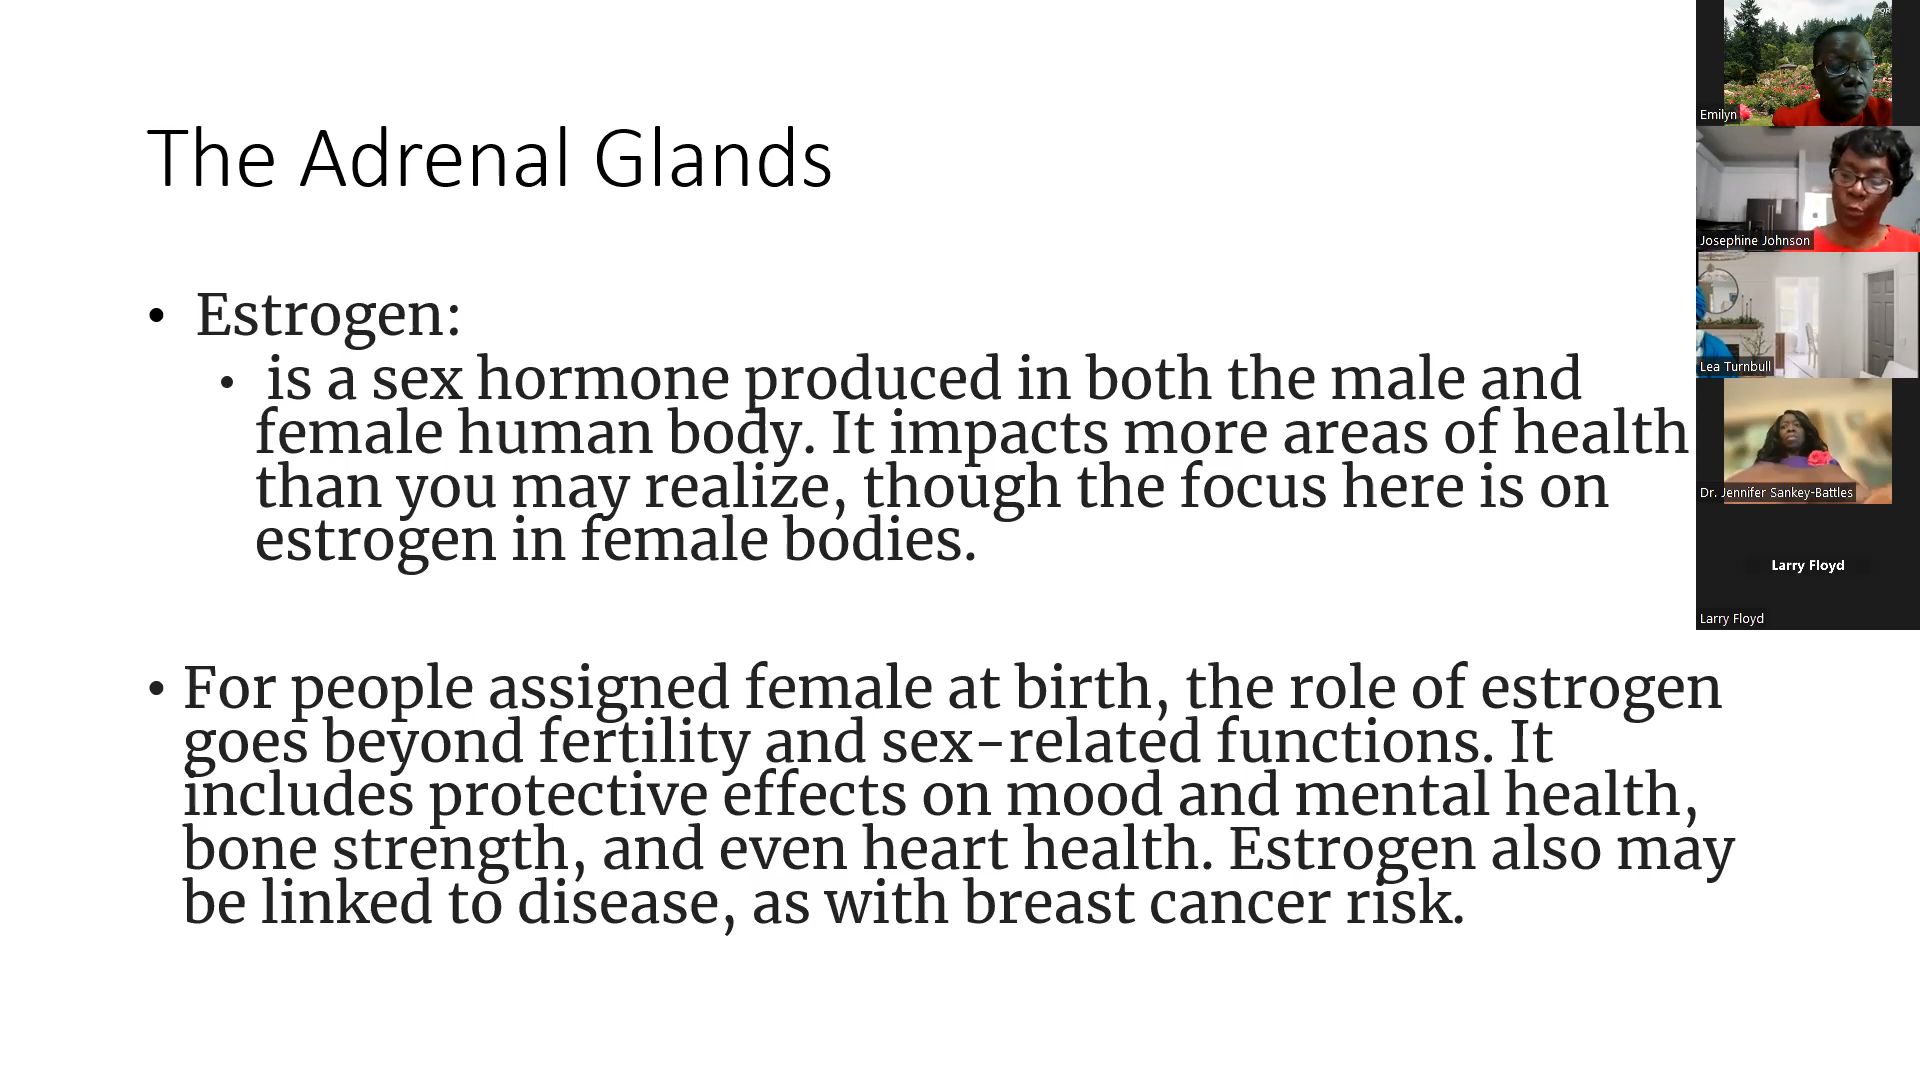 The Adrenal Glands
• Estrogen:
• is a sex hormone produced in both the male and
female human body. It impacts more areas of health
than you may realize, though the focus here is on
estrogen in female bodies.
• For people assigned female at birth, the role of estrogen
goes beyond fertility and sex-related functions. It
includes protective effects on mood and mental health,
bone strength, and even heart health. Estrogen also may
be linked to disease, as with breast cancer risk.
Emilyn
Josephine Johnson
Lea Turnbull
Dr. Jennifer Sankey-Battles
Larry Floyd
Larry Floyd